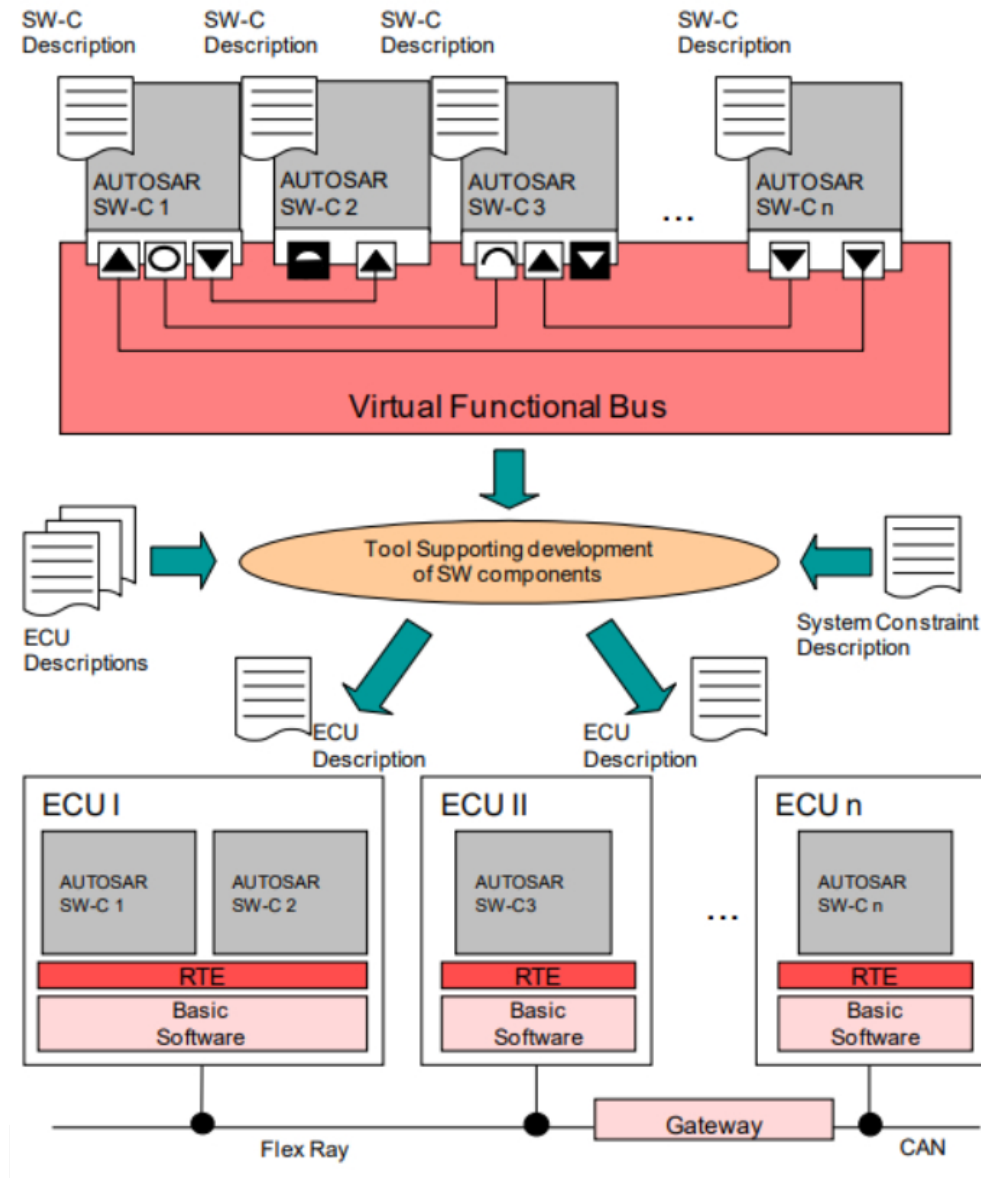 SW-C
Description
SW-C
Description
SW-C
Description
SW-C
Description
AUTOSAR
SW-C 1
AUTOSAR
SW-C 2
AUTOSAR
SW-C 3
...
AUTOSAR
SW-C n
Virtual Functional Bus
Tool Supporting development
of SW components
ECU
Descriptions
System Constraint
Description
ECU
Description
ECU
Description
ECU I
AUTOSAR
SW-C 1
AUTOSAR
SW-C 2
RTE
Basic
Software
ECU II
AUTOSAR
SW-C3
RTE
Basic
Software
...
ECU n
AUTOSAR
SW-C n
RTE
Basic
Software
Gateway
Flex Ray
CAN